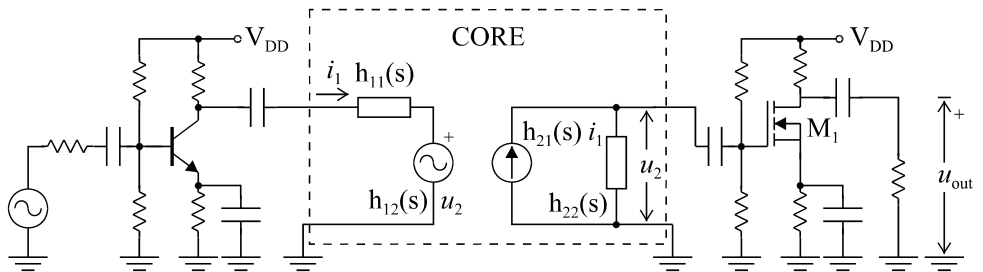 V_DD
CORE
i_1
h_11(s)
+
h_12(s) u_2
h_21(s) i_1
u_2
h_22(s)
V_DD
M_1
+
u_out